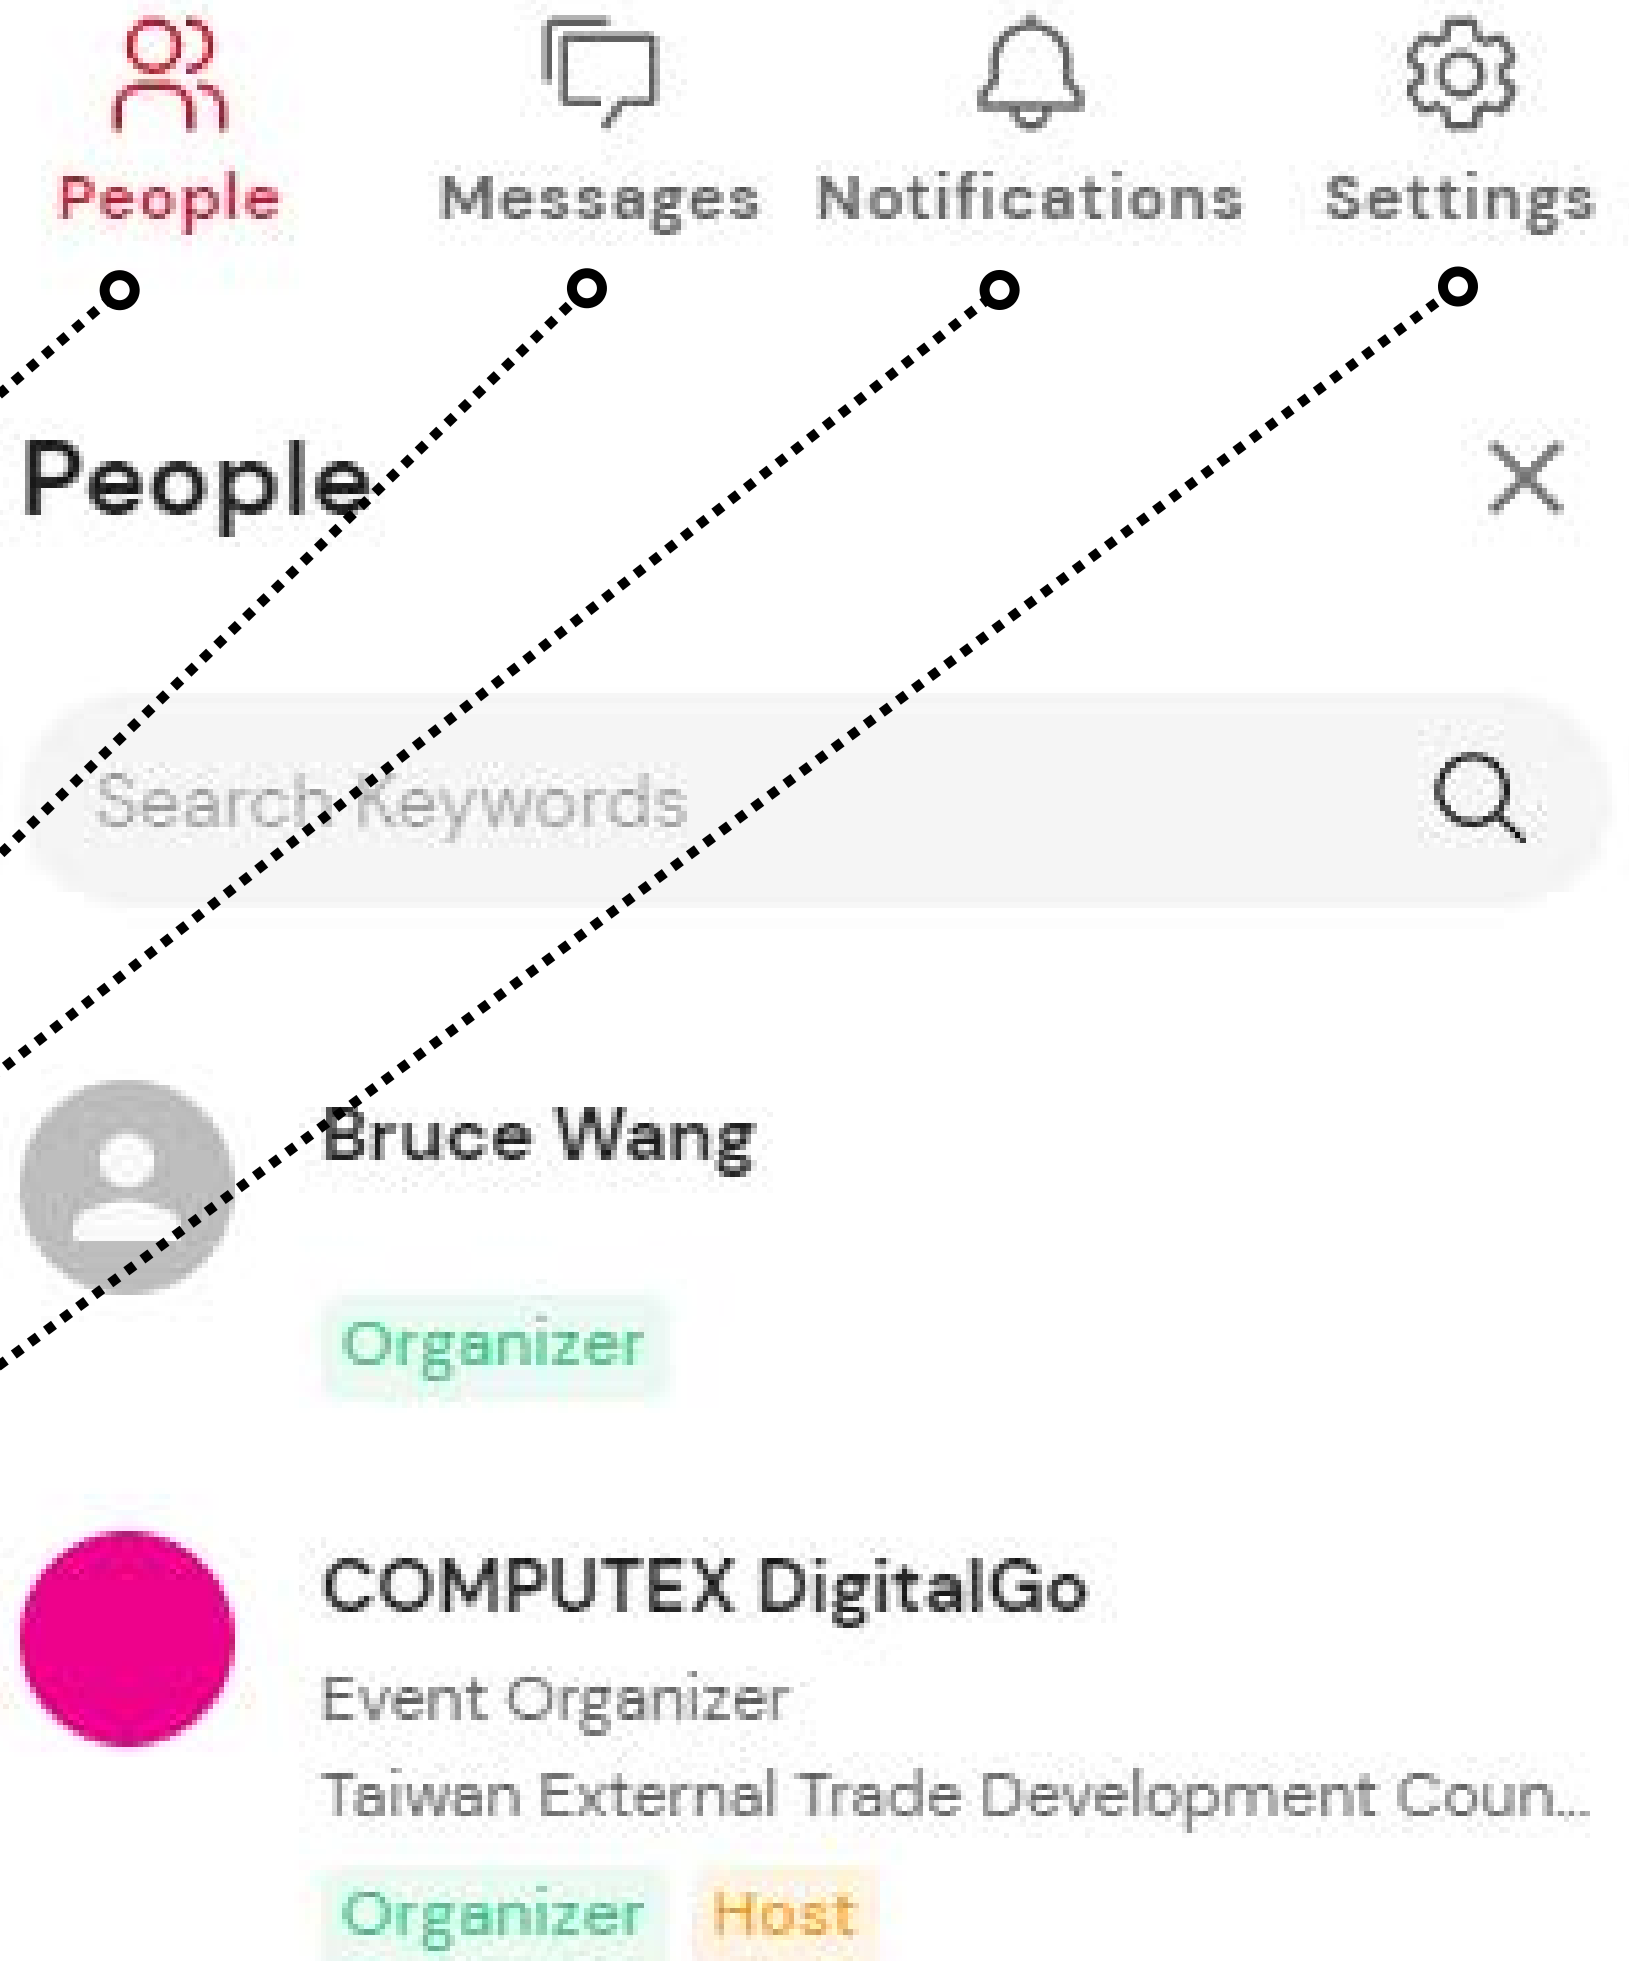 People Messages Notifications Settings
People
Search Keywords
Bruce Wang
Organizer
COMPUTEX DigitalGo
Event Organizer
Taiwan External Trade Development Coun...
Organizer Host